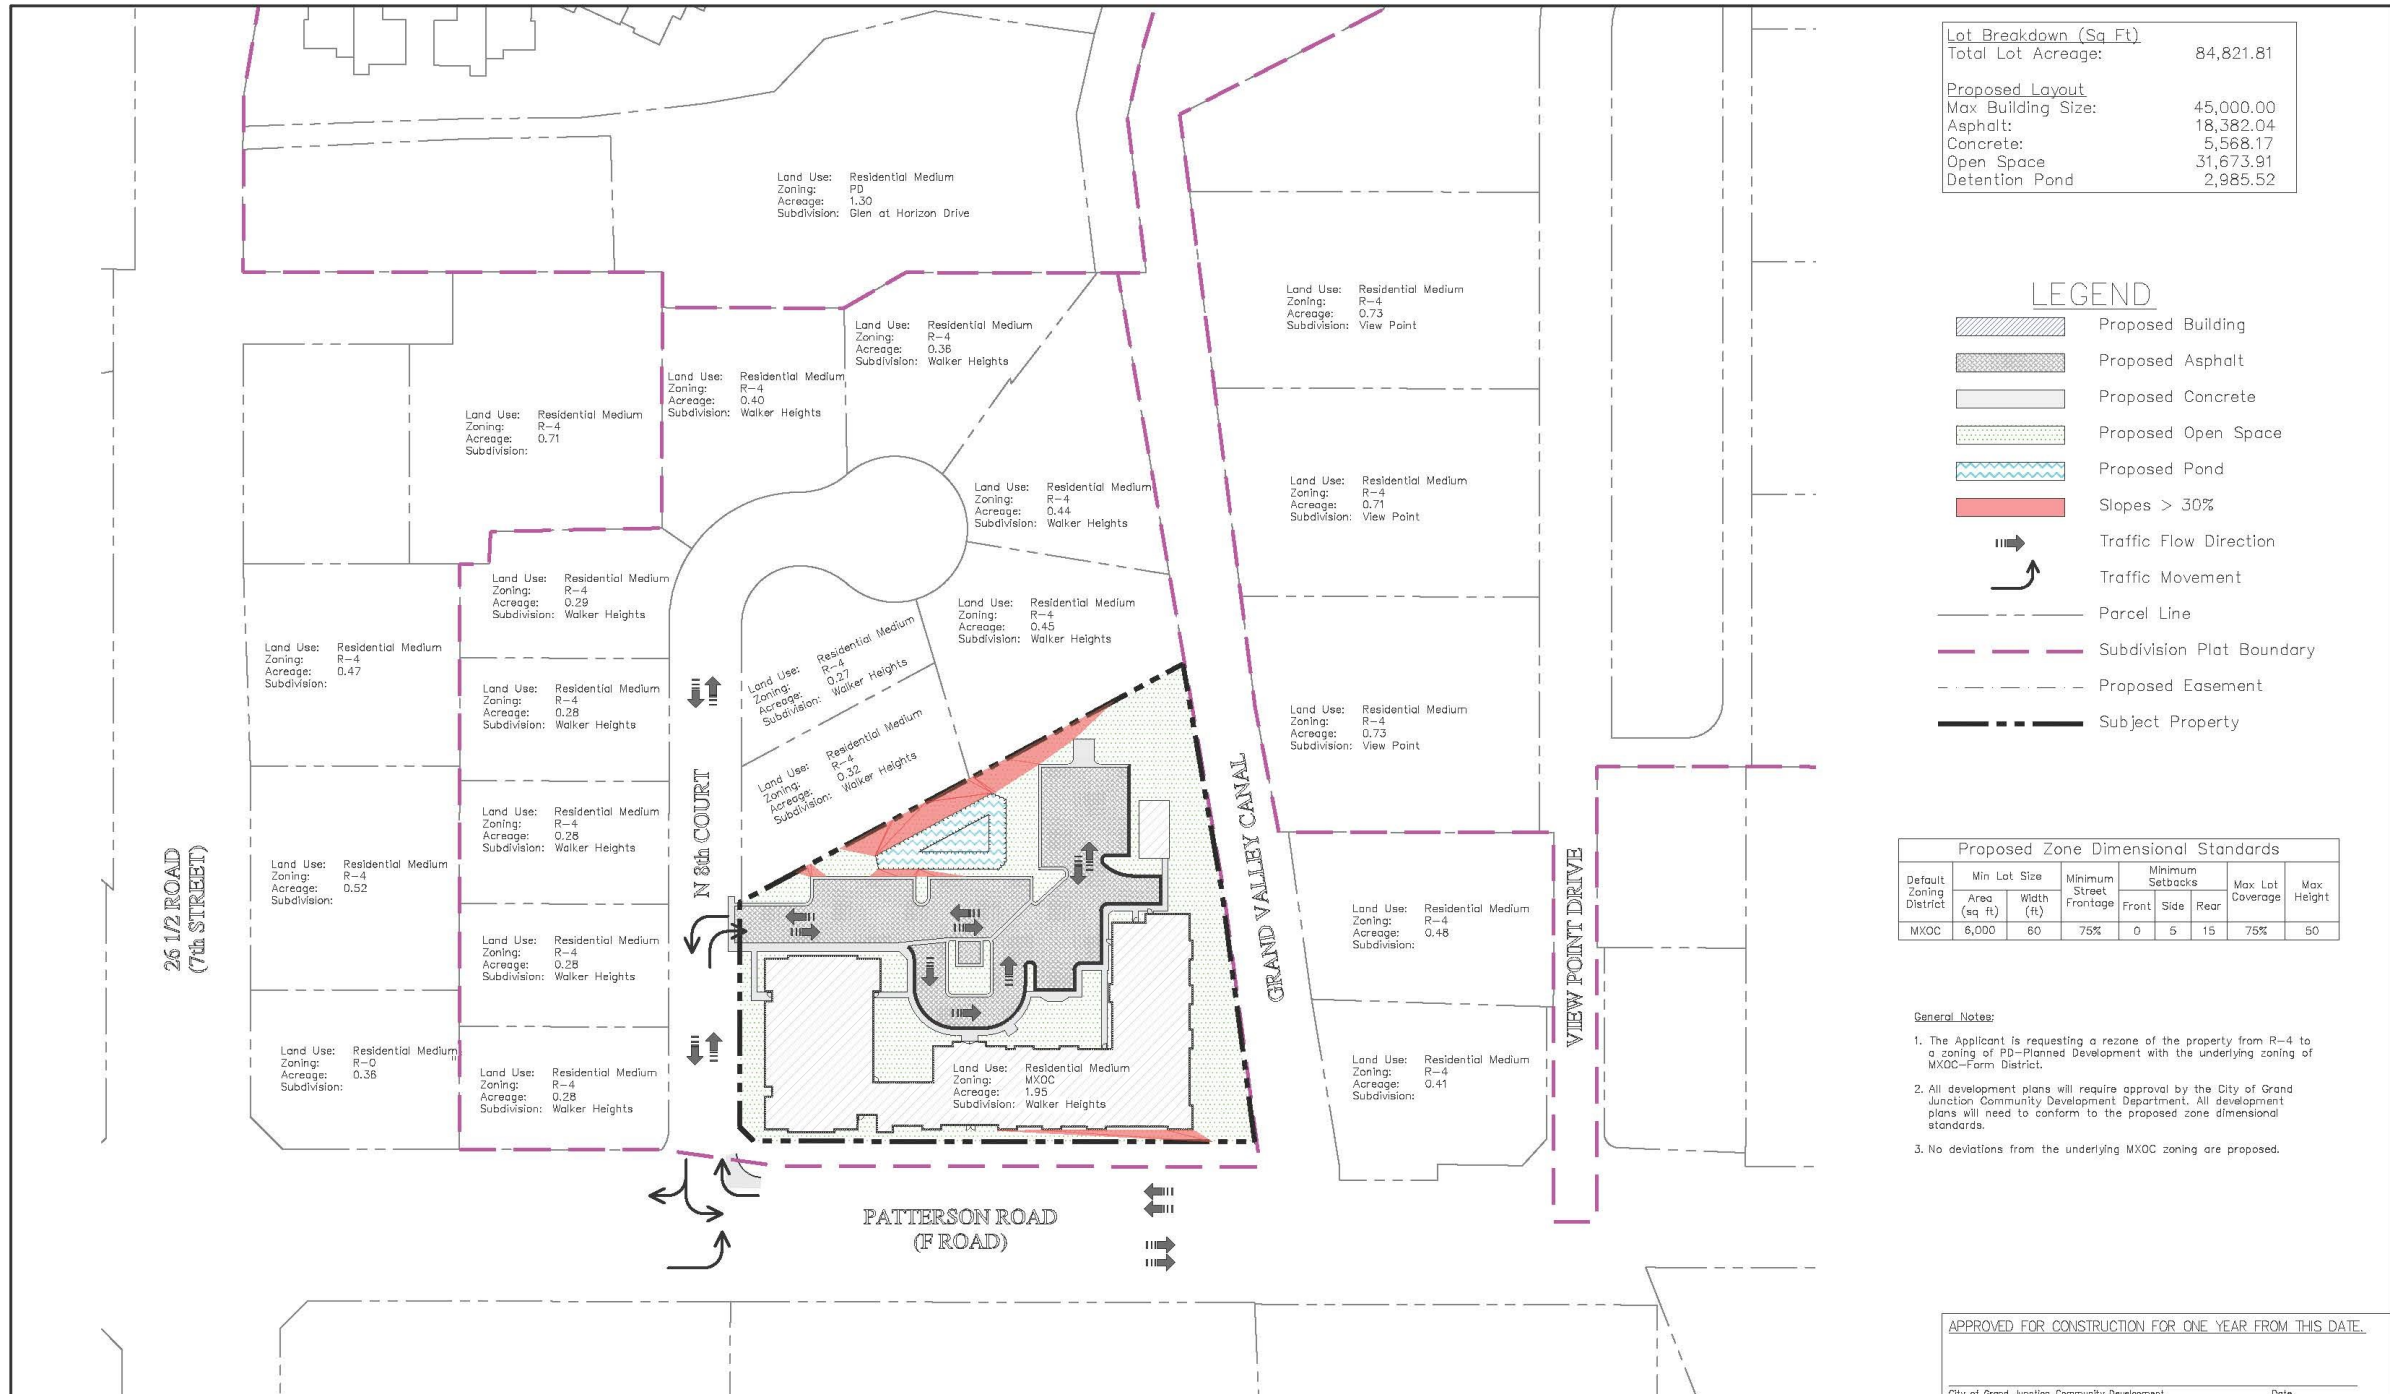 Lot Breakdown (Sq Ft)
Total Lot Acreage: 84,821.81
Proposed Layout
Max Building Size: 45,000.00
Asphalt: 18,382.04
Concrete: 5,568.17
Open Space 31,673.91
Detention Pond 2,985.52
LEGEND
Proposed Building
Proposed Asphalt
Proposed Concrete
Proposed Open Space
Proposed Pond
Slopes > 30%
Traffic Flow Direction
Traffic Movement
Parcel Line
Subdivision Plat Boundary
Proposed Easement
Subject Property
Proposed Zone Dimensional Standards
Default Zoning District
Min Lot Size
Area (sq ft)
Width (ft)
Minimum Street Frontage
Minimum Setbacks
Front Side Rear
Max Lot Coverage
Max Height
MXOC 6,000 60 75% 0 5 15 75% 50
General Notes:
1. The Applicant is requesting a rezone of the property from R-4 to
a zoning of PD-Planned Development with the underlying zoning of
MXOC-Form District.
2. All development plans will require approval by the City of Grand
Junction Community Development Department. All development
plans will need to conform to the proposed zone dimensional
standards.
3. No deviations from the underlying MXOC zoning are proposed.
APPROVED FOR CONSTRUCTION FOR ONE YEAR FROM THIS DATE.
City of Grand Junction Community Development Date
Land Use: Residential Medium
Zoning: PD
Acreage: 1.30
Subdivision: Glen at Horizon Drive
Land Use: Residential Medium
Zoning: R-4
Acreage: 0.73
Subdivision: View Point
Land Use: Residential Medium
Zoning: R-4
Acreage: 0.36
Subdivision: Walker Heights
Land Use: Residential Medium
Zoning: R-4
Acreage: 0.40
Subdivision: Walker Heights
Land Use: Residential Medium
Zoning: R-4
Acreage: 0.71
Subdivision:
Land Use: Residential Medium
Zoning: R-4
Acreage: 0.44
Subdivision: Walker Heights
Land Use: Residential Medium
Zoning: R-4
Acreage: 0.71
Subdivision: View Point
Land Use: Residential Medium
Zoning: R-4
Acreage: 0.29
Subdivision: Walker Heights
Land Use: Residential Medium
Zoning: R-4
Acreage: 0.45
Subdivision: Walker Heights
Land Use: Residential Medium
Zoning: R-4
Acreage: 0.47
Subdivision:
Land Use: Residential Medium
Zoning: R-4
Acreage: 0.27
Subdivision: Walker Heights
Land Use: Residential Medium
Zoning: R-4
Acreage: 0.28
Subdivision: Walker Heights
Land Use: Residential Medium
Zoning: R-4
Acreage: 0.32
Subdivision: Walker Heights
Land Use: Residential Medium
Zoning: R-4
Acreage: 0.73
Subdivision: View Point
Land Use: Residential Medium
Zoning: R-4
Acreage: 0.28
Subdivision: Walker Heights
Land Use: Residential Medium
Zoning: R-4
Acreage: 0.52
Subdivision:
Land Use: Residential Medium
Zoning: R-4
Acreage: 0.28
Subdivision: Walker Heights
Land Use: Residential Medium
Zoning: R-4
Acreage: 0.48
Subdivision:
Land Use: Residential Medium
Zoning: R-O
Acreage: 0.36
Subdivision:
Land Use: Residential Medium
Zoning: R-4
Acreage: 0.28
Subdivision: Walker Heights
Land Use: Residential Medium
Zoning: MXOC
Acreage: 1.95
Subdivision: Walker Heights
Land Use: Residential Medium
Zoning: R-4
Acreage: 0.41
Subdivision:
26 1/2 ROAD
(7th STREET)
N 8th COURT
GRAND VALLEY CANAL
VIEW POINT DRIVE
PATTERSON ROAD
(F ROAD)